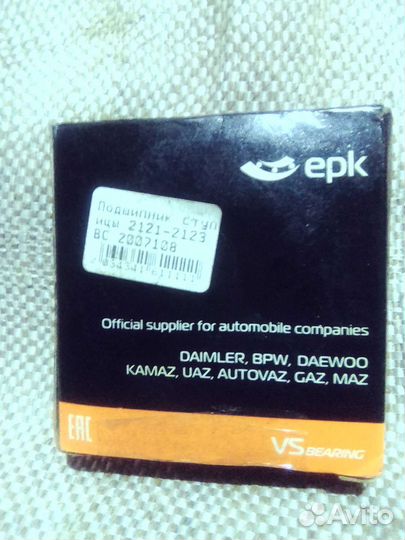 epk
Подшипник ступ
ицы 2121-2123
ВС 2007108
Official supplier for automobile companies
DAIMLER, BPW, DAEWOO
KAMAZ, UAZ, AUTOVAZ, GAZ, MAZ
EAC
VS BEARING
Avito